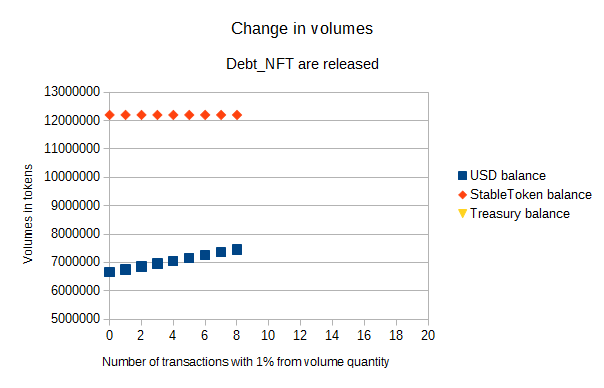 Change in volumes
Debt_NFT are released
Volumes in tokens
13000000
12000000
11000000
10000000
9000000
8000000
7000000
6000000
5000000
0 2 4 6 8 10 12 14 16 18 20
Number of transactions with 1% from volume quantity
USD balance
StableToken balance
Treasury balance